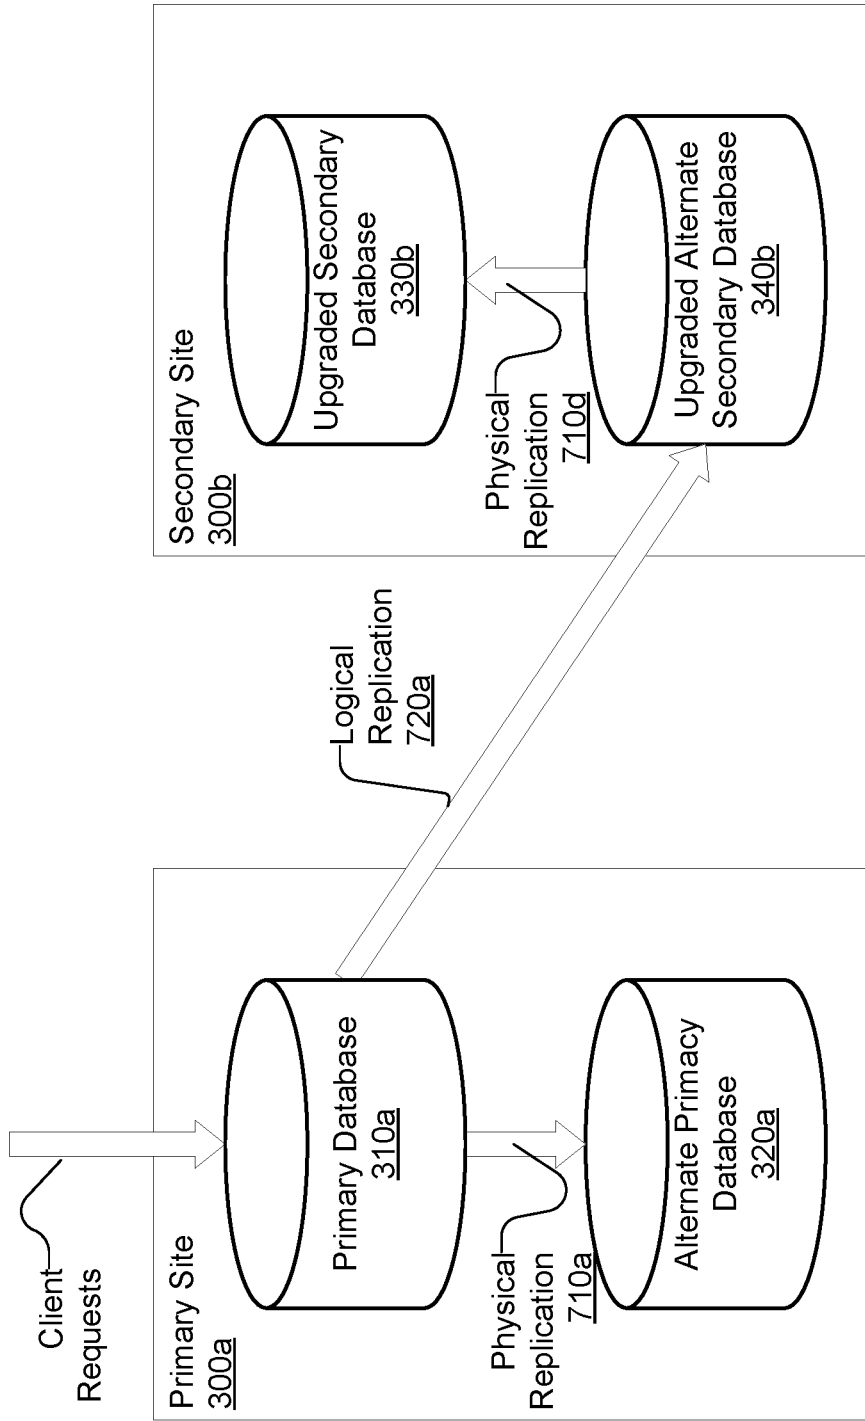 Client
Requests
Primary Site
300a
Primary Database
310a
Physical
Replication
710a
Alternate Primacy
Database
320a
Logical
Replication
720a
Secondary Site
300b
Upgraded Secondary
Database
330b
Physical
Replication
710d
Upgraded Alternate
Secondary Database
340b